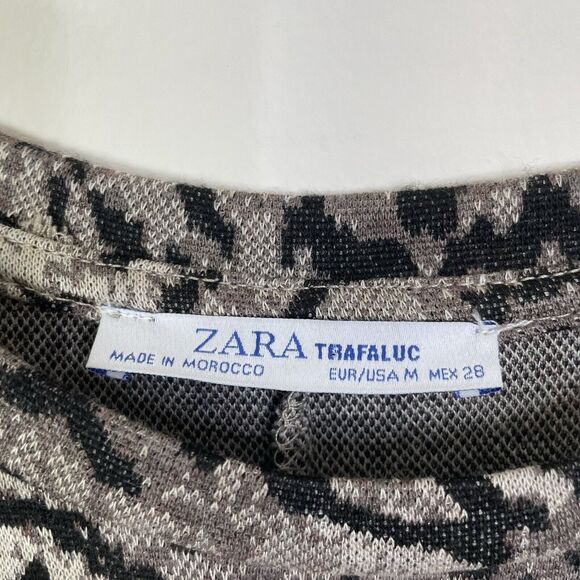 ZARA TRAFALUC
MADE IN MOROCCO
EUR/USA M MEX 28